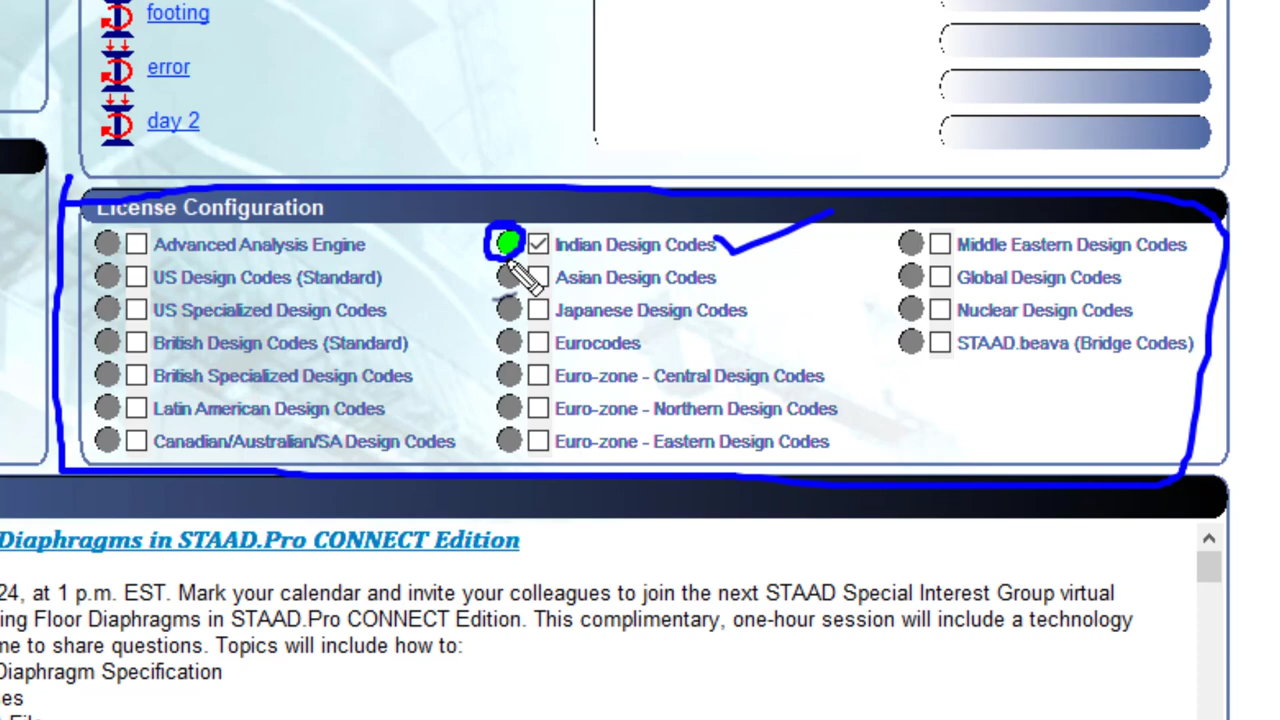 footing
error
day 2
License Configuration
Advanced Analysis Engine
US Design Codes (Standard)
US Specialized Design Codes
British Design Codes (Standard)
British Specialized Design Codes
Latin American Design Codes
Canadian/Australian/SA Design Codes
Indian Design Codes
Asian Design Codes
Japanese Design Codes
Eurocodes
Euro-zone - Central Design Codes
Euro-zone - Northern Design Codes
Euro-zone - Eastern Design Codes
Middle Eastern Design Codes
Global Design Codes
Nuclear Design Codes
STAAD.beava (Bridge Codes)
Diaphragms in STAAD.Pro CONNECT Edition
24, at 1 p.m. EST. Mark your calendar and invite your colleagues to join the next STAAD Special Interest Group virtual
ing Floor Diaphragms in STAAD.Pro CONNECT Edition. This complimentary, one-hour session will include a technology
me to share questions. Topics will include how to:
Diaphragm Specification
es